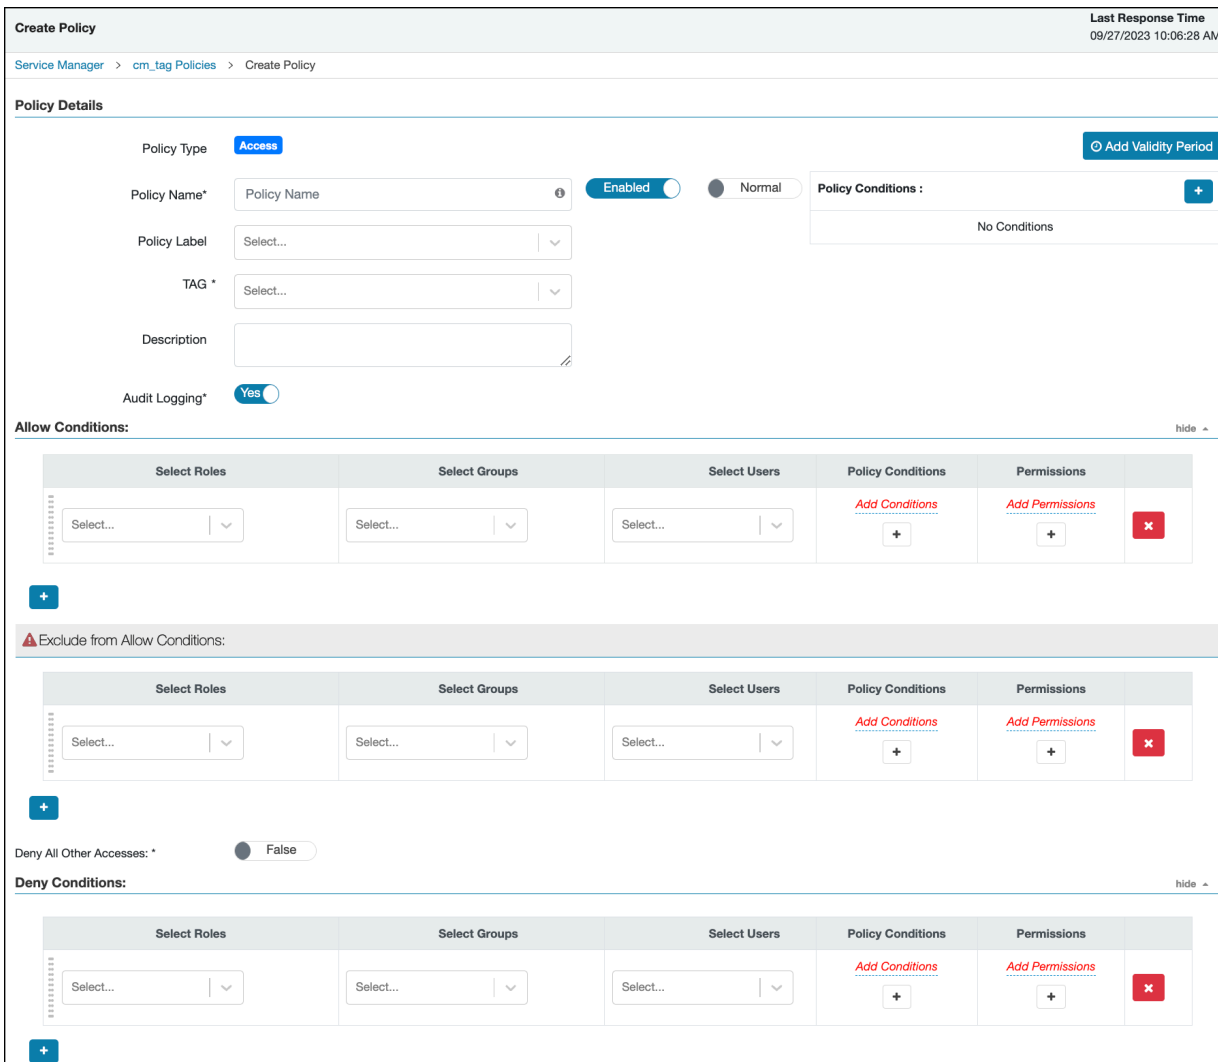 Create Policy
Last Response Time
09/27/2023 10:06:28 AM
Service Manager > cm_tag Policies > Create Policy
Policy Details
Policy Type Access Add Validity Period
Policy Name* Policy Name Enabled Normal Policy Conditions :
No Conditions
Policy Label Select...
TAG * Select...
Description
Audit Logging* Yes
Allow Conditions: hide
Select Roles Select Groups Select Users Policy Conditions Permissions
Add Conditions Add Permissions
Select... Select... Select...
Exclude from Allow Conditions:
Select Roles Select Groups Select Users Policy Conditions Permissions
Add Conditions Add Permissions
Select... Select... Select...
Deny All Other Accesses: * False
Deny Conditions: hide
Select Roles Select Groups Select Users Policy Conditions Permissions
Add Conditions Add Permissions
Select... Select... Select...